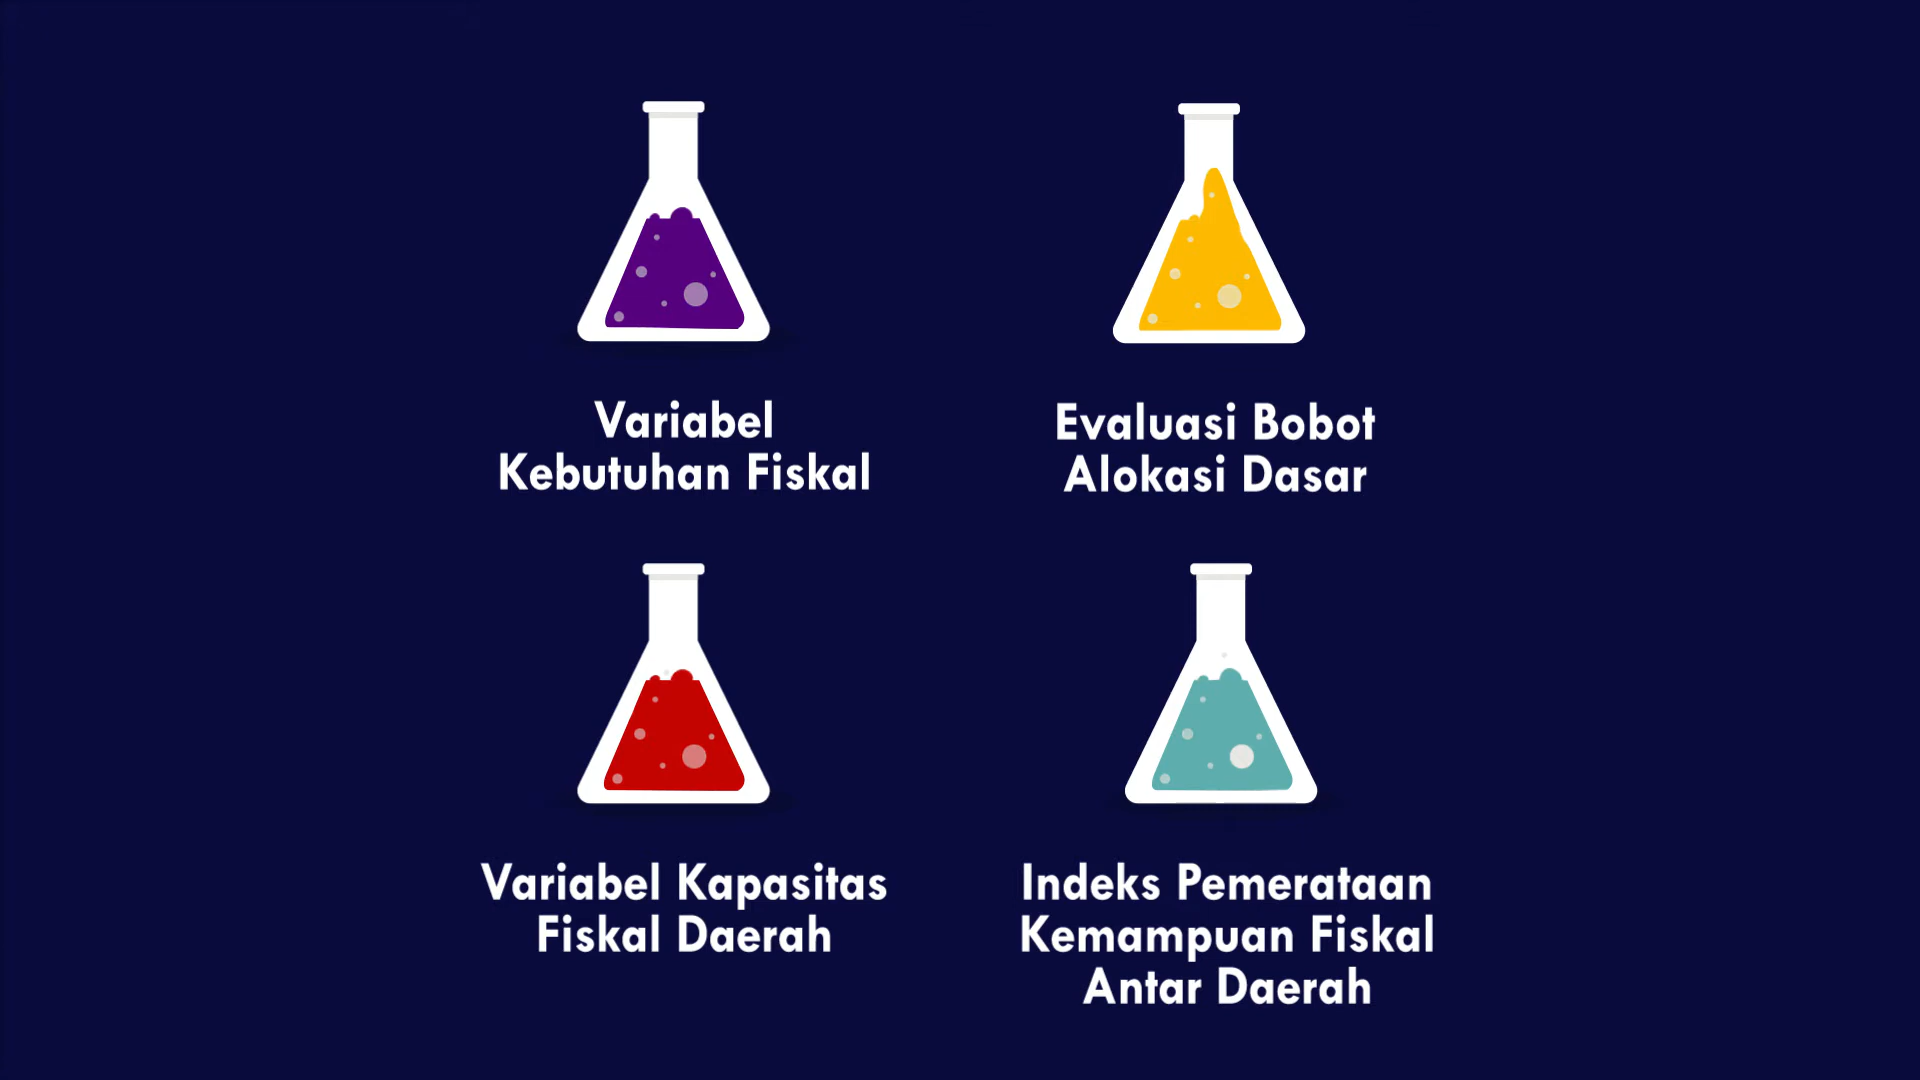 Variabel
Kebutuhan Fiskal
Evaluasi Bobot
Alokasi Dasar
Variabel Kapasitas
Fiskal Daerah
Indeks Pemerataan
Kemampuan Fiskal
Antar Daerah